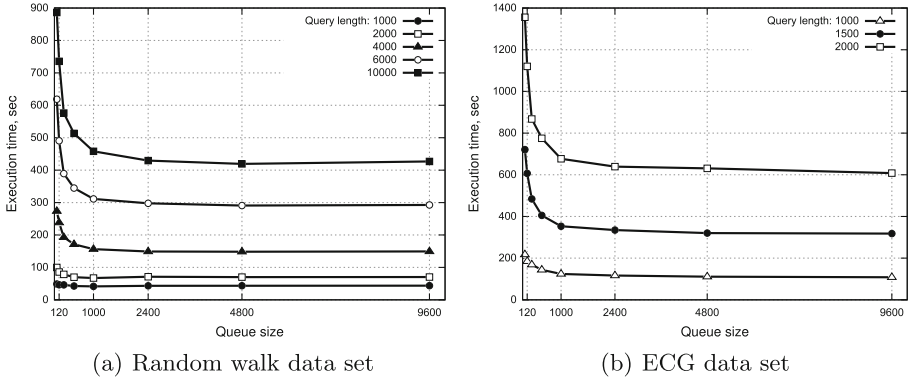 Execution time, sec
900
800
700
600
500
400
300
200
100
0
Query length: 1000
2000
4000
6000
10000
120 1000 2400 4800 9600
Queue size
(a) Random walk data set
Execution time, sec
1400
1200
1000
800
600
400
200
0
Query length: 1000
1500
2000
120 1000 2400 4800 9600
Queue size
(b) ECG data set